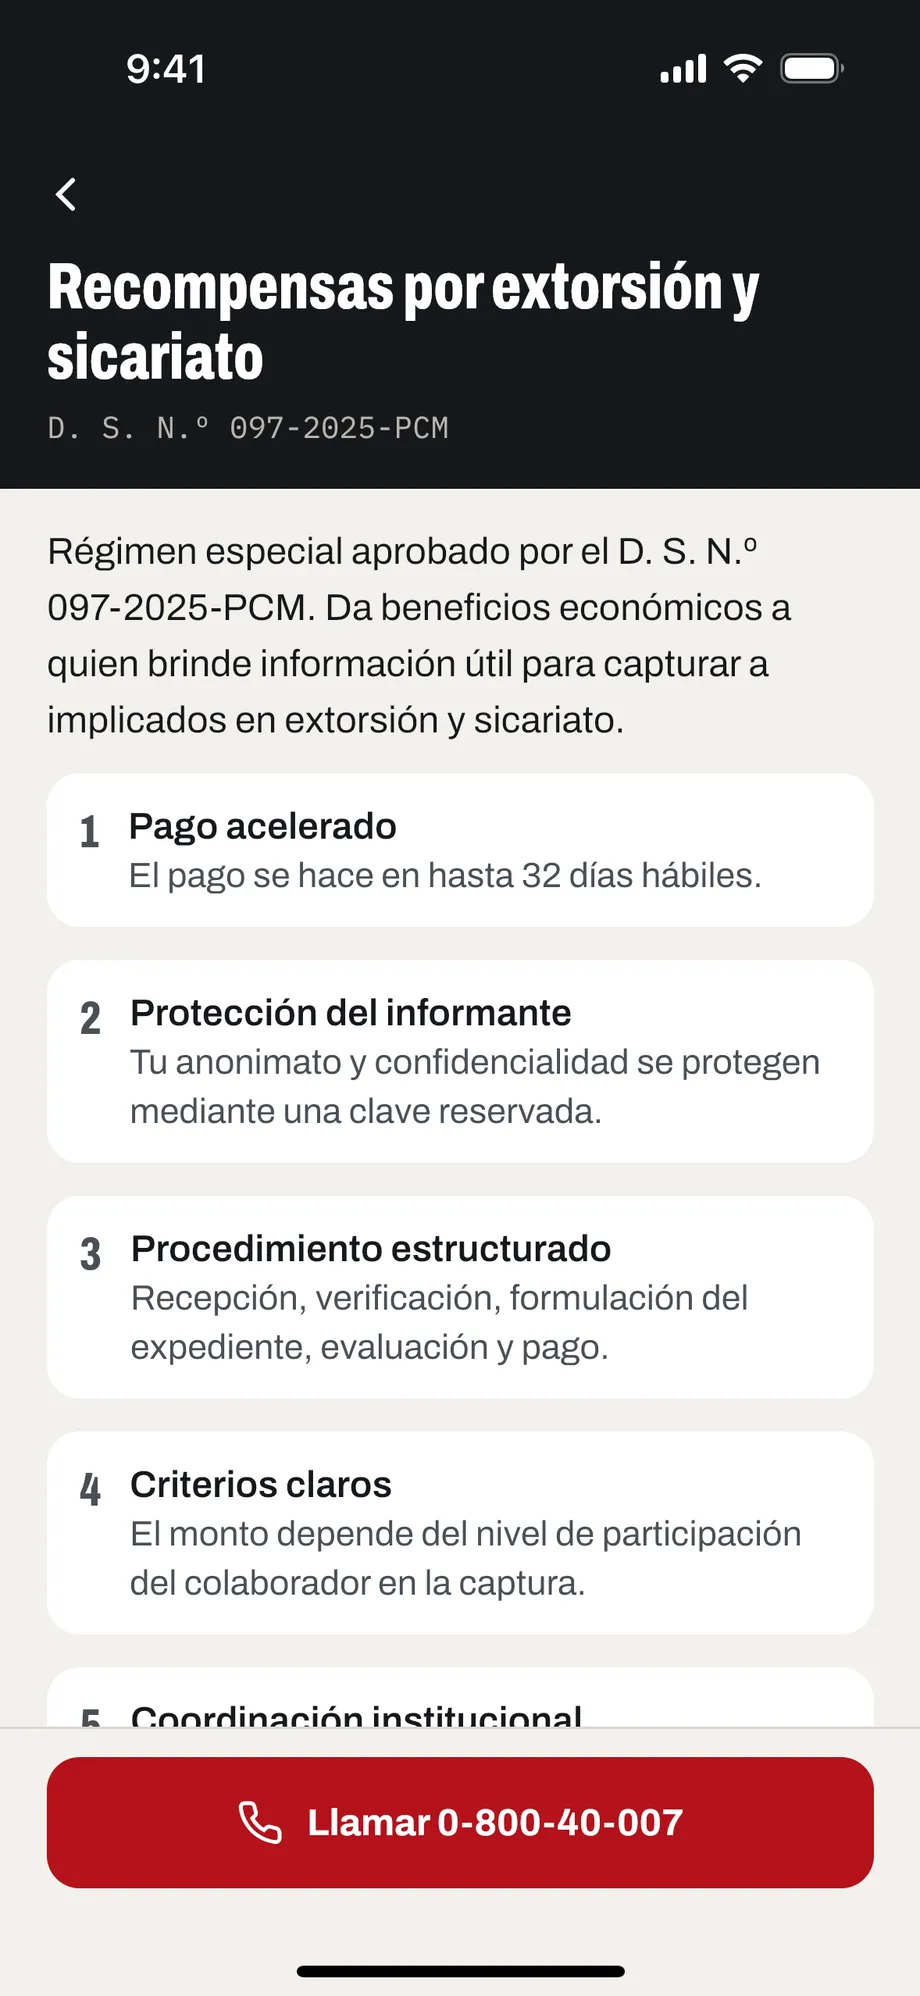 9:41
Recompensas por extorsión y
sicariato
D. S. N.º 097-2025-PCM
Régimen especial aprobado por el D. S. N.º
097-2025-PCM. Da beneficios económicos a
quien brinde información útil para capturar a
implicados en extorsión y sicariato.
1 Pago acelerado
El pago se hace en hasta 32 días hábiles.
2 Protección del informante
Tu anonimato y confidencialidad se protegen
mediante una clave reservada.
3 Procedimiento estructurado
Recepción, verificación, formulación del
expediente, evaluación y pago.
4 Criterios claros
El monto depende del nivel de participación
del colaborador en la captura.
5 Coordinación institucional
Llamar 0-800-40-007